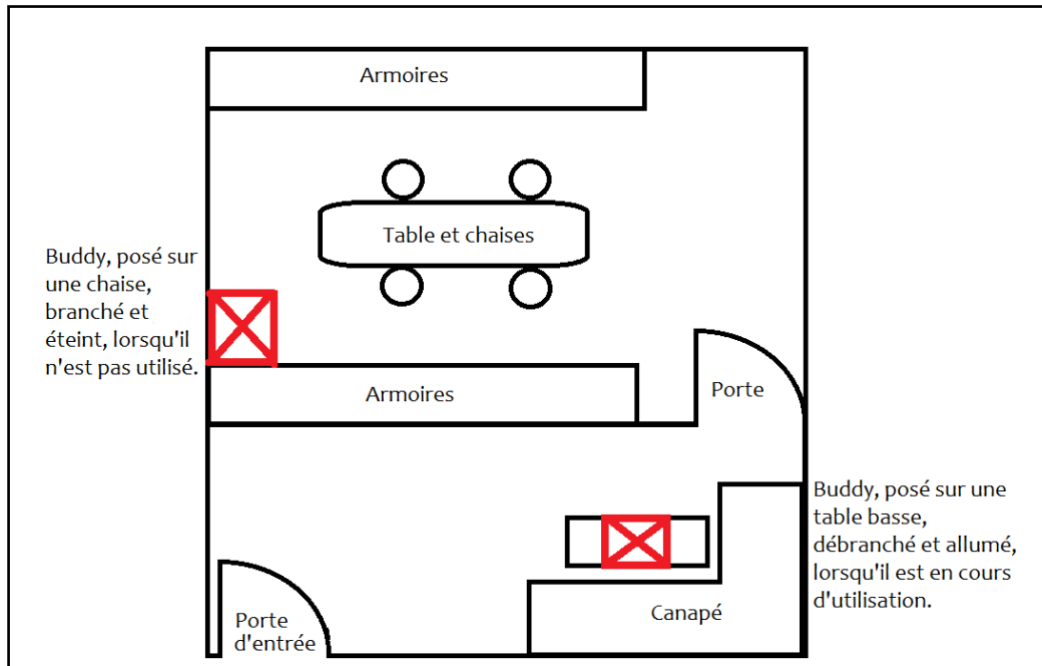 Armoires
Table et chaises
Buddy, posé sur
une chaise,
branché et
éteint, lorsqu'il
n'est pas utilisé.
Armoires
Porte
Buddy, posé sur une
table basse,
débranché et allumé,
lorsqu'il est en cours
d'utilisation.
Canapé
Porte
d'entrée